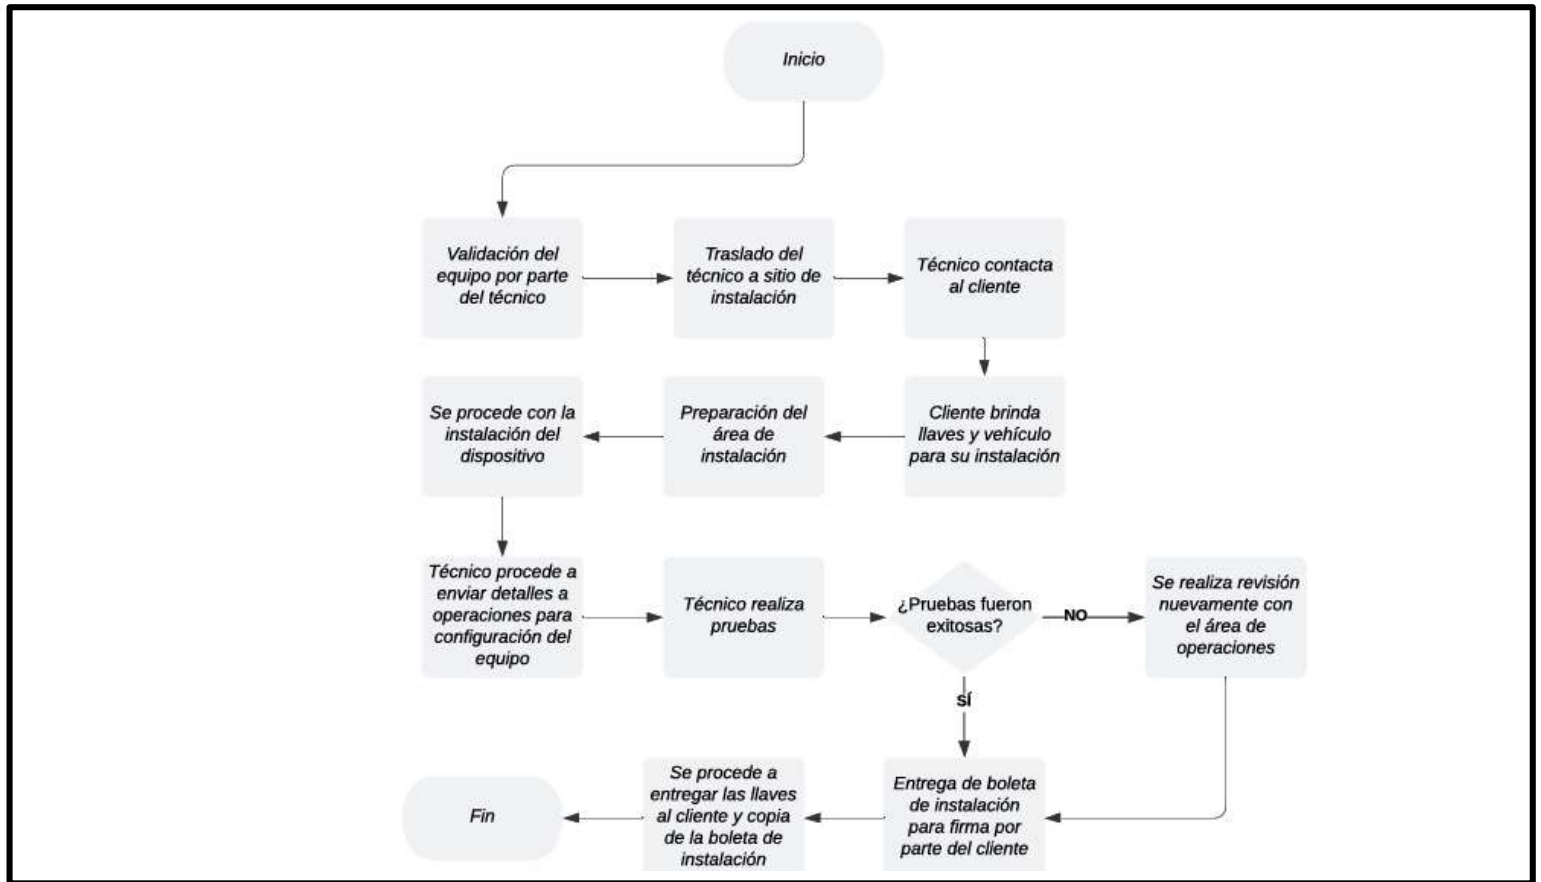 Inicio
Validación del
equipo por parte
del técnico
Traslado del
técnico a sitio de
instalación
Técnico contacta
al cliente
Cliente brinda
llaves y vehículo
para su instalación
Preparación del
área de
instalación
Se procede con la
instalación del
dispositivo
Técnico procede a
enviar detalles a
operaciones para
configuración del
equipo
Técnico realiza
pruebas
¿Pruebas fueron
exitosas?
NO
Se realiza revisión
nuevamente con
el área de
operaciones
SÍ
Entrega de boleta
de instalación
para firma por
parte del cliente
Se procede a
entregar las llaves
al cliente y copia
de la boleta de
instalación
Fin